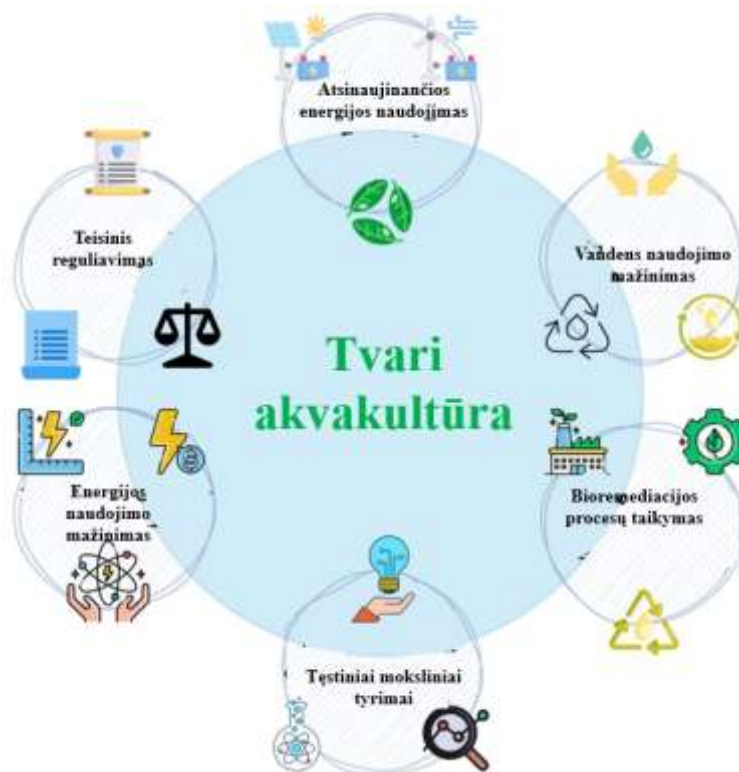 Atsinaujinančios
energijos naudojimas
Teisinis
reguliavimas
Vandens naudojimo
mažinimas
Tvari
akvakultūra
Energijos
naudojimo
mažinimas
Bioremediacijos
procesų taikymas
Tęstiniai moksliniai
tyrimai